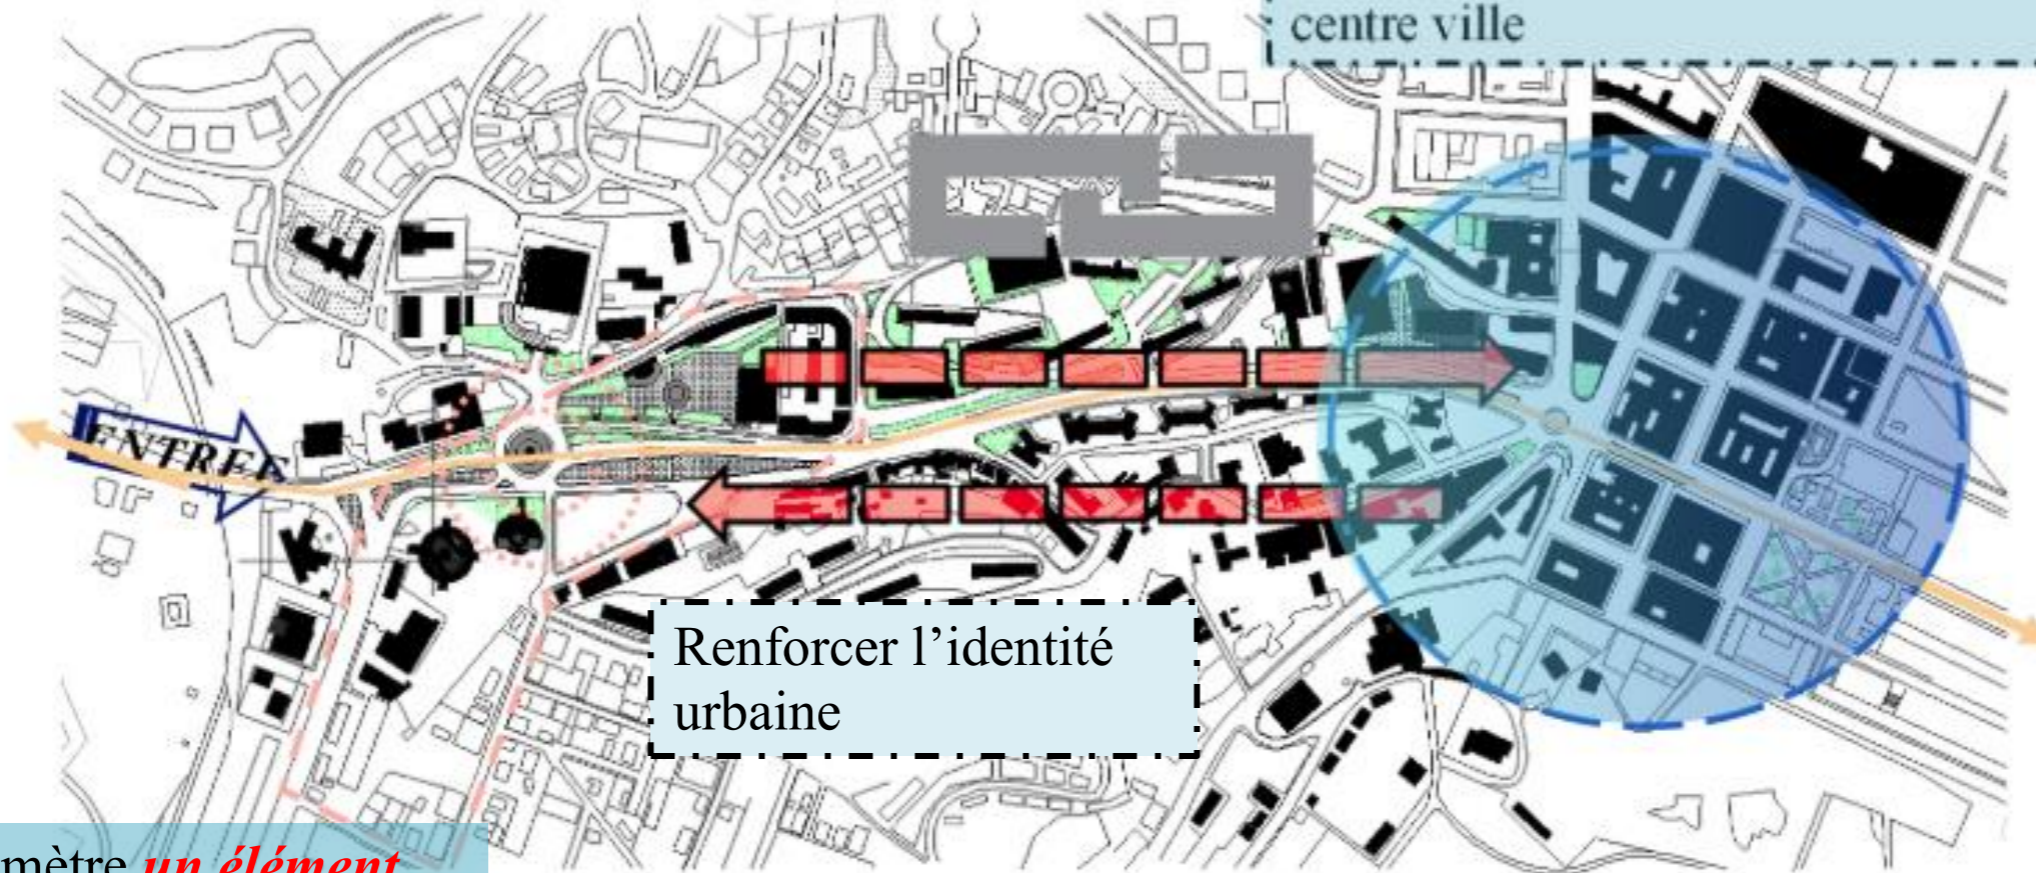 centre ville
ENTREE
Renforcer l’identité
urbaine
mètre un élément